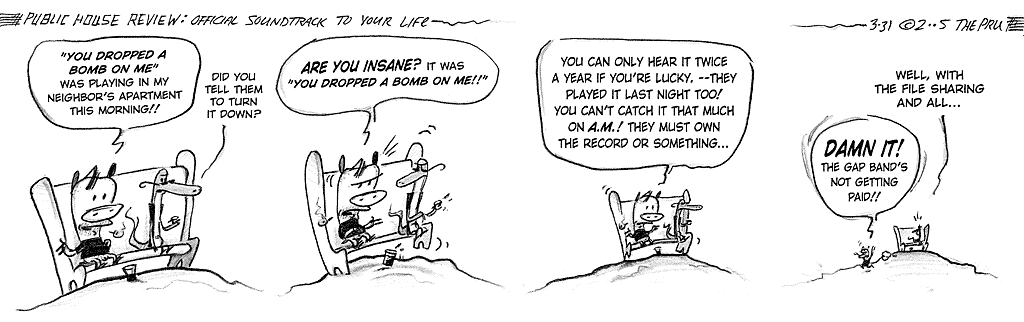 PUBLIC HOUSE REVIEW: OFFICIAL SOUNDTRACK TO YOUR LIFE
3.31 ©2..5 THE PRU
"YOU DROPPED A
BOMB ON ME"
WAS PLAYING IN MY
NEIGHBOR'S APARTMENT
THIS MORNING!!
DID YOU
TELL THEM
TO TURN
IT DOWN?
ARE YOU INSANE? IT WAS
"YOU DROPPED A BOMB ON ME!!"
YOU CAN ONLY HEAR IT TWICE
A YEAR IF YOU'RE LUCKY, --THEY
PLAYED IT LAST NIGHT TOO!
YOU CAN'T CATCH IT THAT MUCH
ON A.M.! THEY MUST OWN
THE RECORD OR SOMETHING...
WELL, WITH
THE FILE SHARING
AND ALL...
DAMN IT!
THE GAP BAND'S
NOT GETTING
PAID!!